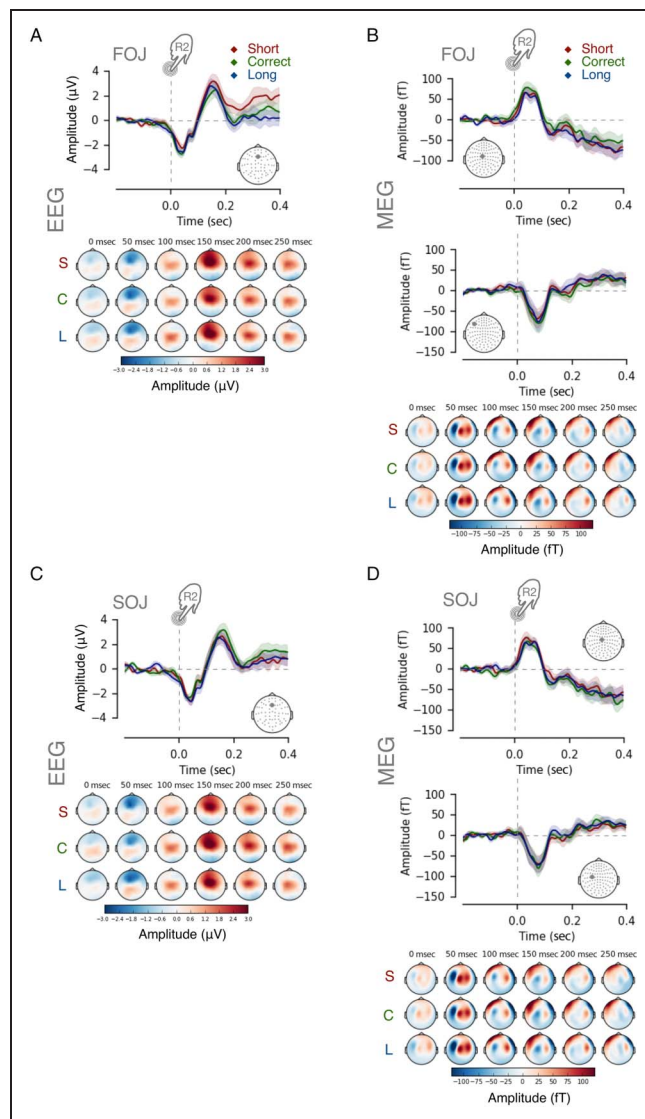 A
FOJ
R2
Short
Correct
Long
Amplitude (µV)
4
2
0
−2
−4
0.0
0.2
0.4
Time (sec)
EEG
0 msec
50 msec
100 msec
150 msec
200 msec
250 msec
S
C
L
−3.0
−2.4
−1.8
−1.2
0.6
0.0
0.6
1.2
1.8
2.4
3.0
Amplitude (µV)
B
FOJ
R2
Short
Correct
Long
Amplitude (fT)
100
50
0
−50
−100
0.0
0.2
0.4
Time (sec)
MEG
Amplitude (fT)
100
50
0
−50
−100
−150
0.0
0.2
0.4
Time (sec)
0 msec
50 msec
100 msec
150 msec
200 msec
250 msec
S
C
L
−100
−75
−50
−25
0
25
50
75
100
Amplitude (fT)
C
SOJ
R2
Amplitude (µV)
4
2
0
−2
−4
0.0
0.2
0.4
Time (sec)
EEG
0 msec
50 msec
100 msec
150 msec
200 msec
250 msec
S
C
L
−3.0
−2.4
−1.8
−1.2
0.6
0.0
0.6
1.2
1.8
2.4
3.0
Amplitude (µV)
D
SOJ
R2
Amplitude (fT)
100
50
0
−50
−100
−150
0.0
0.2
0.4
Time (sec)
MEG
Amplitude (fT)
100
50
0
−50
−100
−150
0.0
0.2
0.4
Time (sec)
0 msec
50 msec
100 msec
150 msec
200 msec
250 msec
S
C
L
−100
−75
−50
−25
0
25
50
75
100
Amplitude (fT)